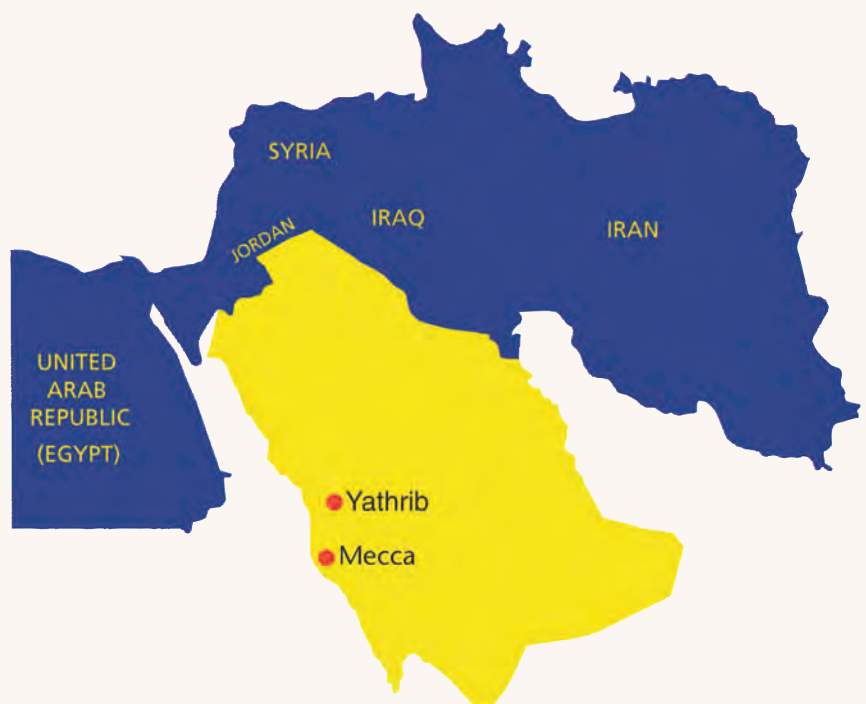 SYRIA
IRAQ
IRAN
JORDAN
UNITED
ARAB
REPUBLIC
(EGYPT)
Yathrib
Mecca